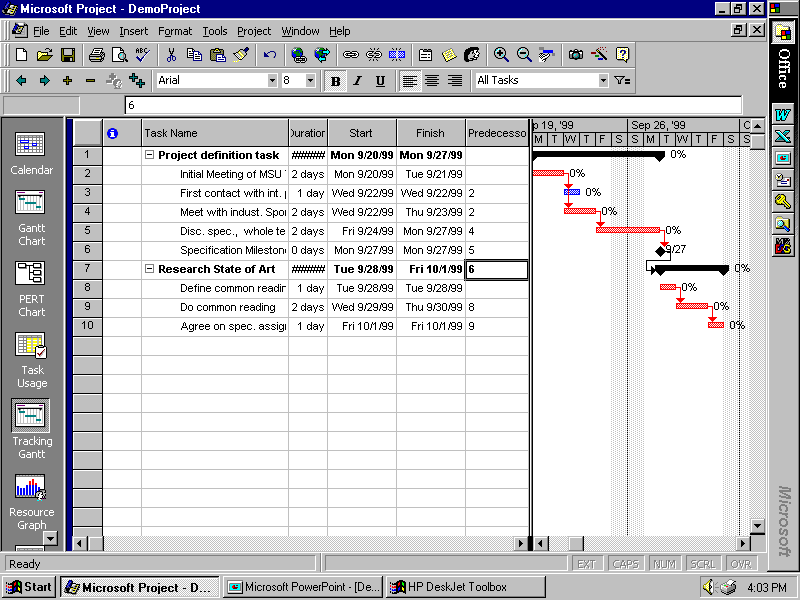 Microsoft Project - DemoProject
File Edit View Insert Format Tools Project Window Help
Arial 8 B I U All Tasks
6
Office
Calendar
Gantt Chart
PERT Chart
Task Usage
Tracking Gantt
Resource Graph
Task Name Duration Start Finish Predecesso
p 19, '99 Sep 26, '99
M T W T F S S M T W T F S S
1 Project definition task ######## Mon 9/20/99 Mon 9/27/99 0%
2 Initial Meeting of MSU 2 days Mon 9/20/99 Tue 9/21/99 0%
3 First contact with int. p 1 day Wed 9/22/99 Wed 9/22/99 2 0%
4 Meet with indust. Spo 2 days Wed 9/22/99 Thu 9/23/99 2 0%
5 Disc. spec., whole te 2 days Fri 9/24/99 Mon 9/27/99 4 0%
6 Specification Mileston 0 days Mon 9/27/99 Mon 9/27/99 5 9/27
7 Research State of Art ######## Tue 9/28/99 Fri 10/1/99 6 0%
8 Define common readin 1 day Tue 9/28/99 Tue 9/28/99 0%
9 Do common reading 2 days Wed 9/29/99 Thu 9/30/99 8 0%
10 Agree on spec. assig 1 day Fri 10/1/99 Fri 10/1/99 9 0%
Microsoft
Ready EXT CAPS NUM SCRL OVR
Start Microsoft Project - D... Microsoft PowerPoint - [De... HP DeskJet Toolbox 4:03 PM